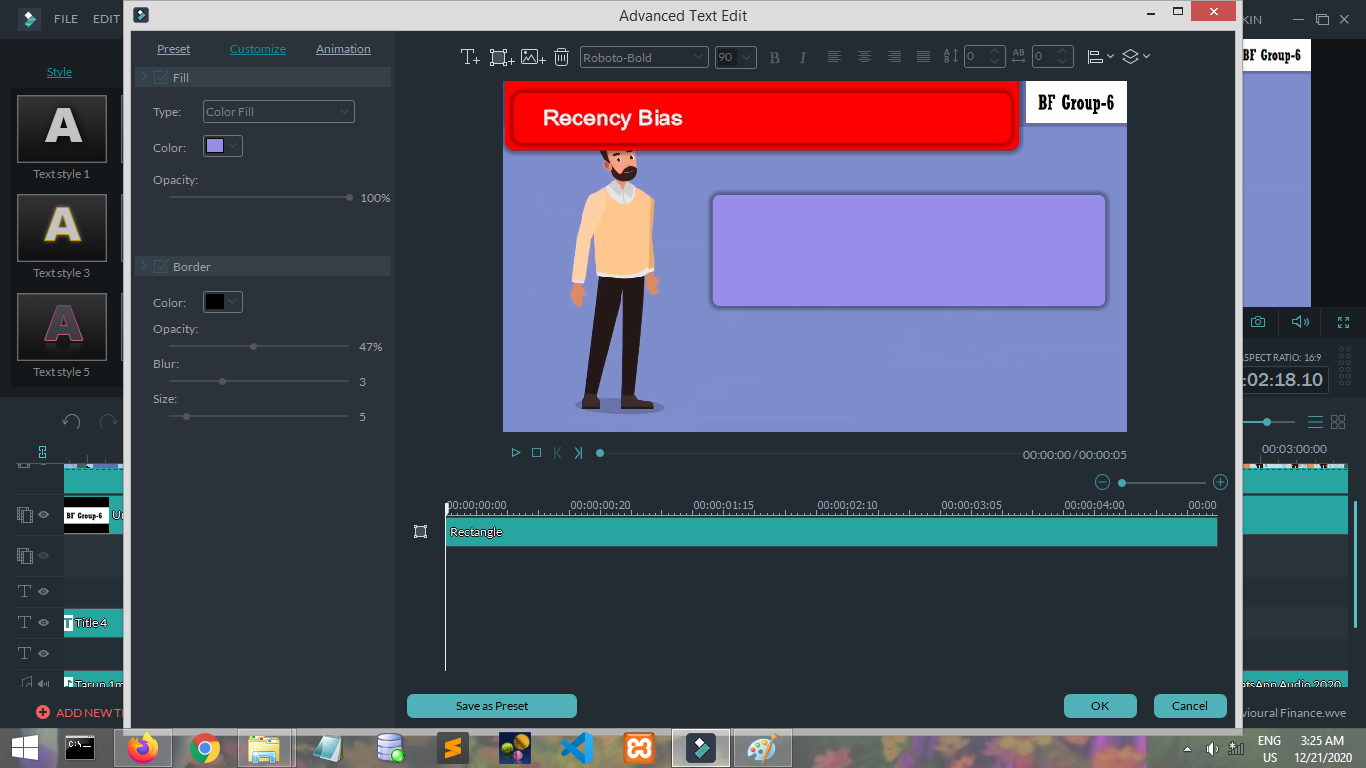 Advanced Text Edit
FILE EDIT
KIN
Style
Text style 1
Text style 3
Text style 5
Preset Customize Animation
Fill
Type: Color Fill
Color:
Opacity:
100%
Border
Color:
Opacity:
47%
Blur:
3
Size:
5
Roboto-Bold 90 B I AB 0 AB 0
Recency Bias
BF Group-6
BF Group-6
00:00:00 / 00:00:05
00:00:00:00 00:00:00:20 00:00:01:15 00:00:02:10 00:00:03:05 00:00:04:00 00:00
Rectangle
Save as Preset OK Cancel
SPECT RATIO: 16:9
:02:18.10
00:03:00:00
BF Group-6
Title 4
Tarun 1m
atsApp Audio 2020
ADD NEW T
vioural Finance.wve
C:\_
ENG
US
3:25 AM
12/21/2020